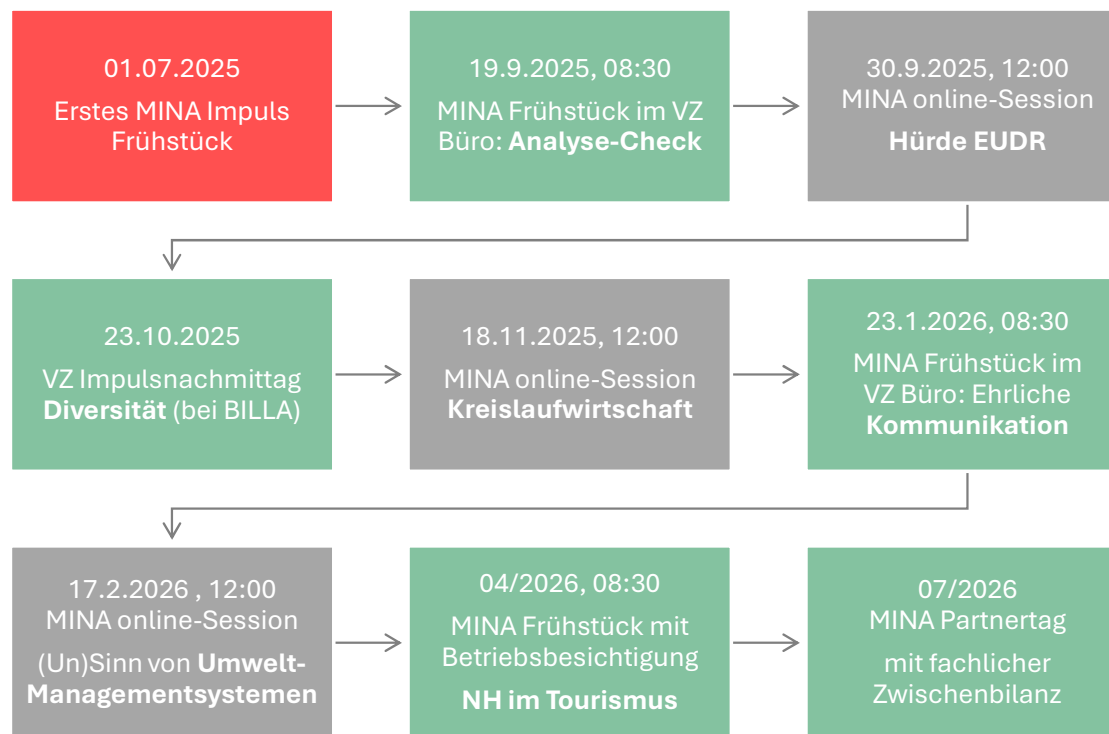 01.07.2025
Erstes MINA Impuls
Frühstück
19.9.2025, 08:30
MINA Frühstück im VZ
Büro: Analyse-Check
30.9.2025, 12:00
MINA online-Session
Hürde EUDR
23.10.2025
VZ Impulsnachmittag
Diversität (bei BILLA)
18.11.2025, 12:00
MINA online-Session
Kreislaufwirtschaft
23.1.2026, 08:30
MINA Frühstück im
VZ Büro: Ehrliche
Kommunikation
17.2.2026 , 12:00
MINA online-Session
(Un)Sinn von Umwelt-
Managementsystemen
04/2026, 08:30
MINA Frühstück mit
Betriebsbesichtigung
NH im Tourismus
07/2026
MINA Partnertag
mit fachlicher
Zwischenbilanz